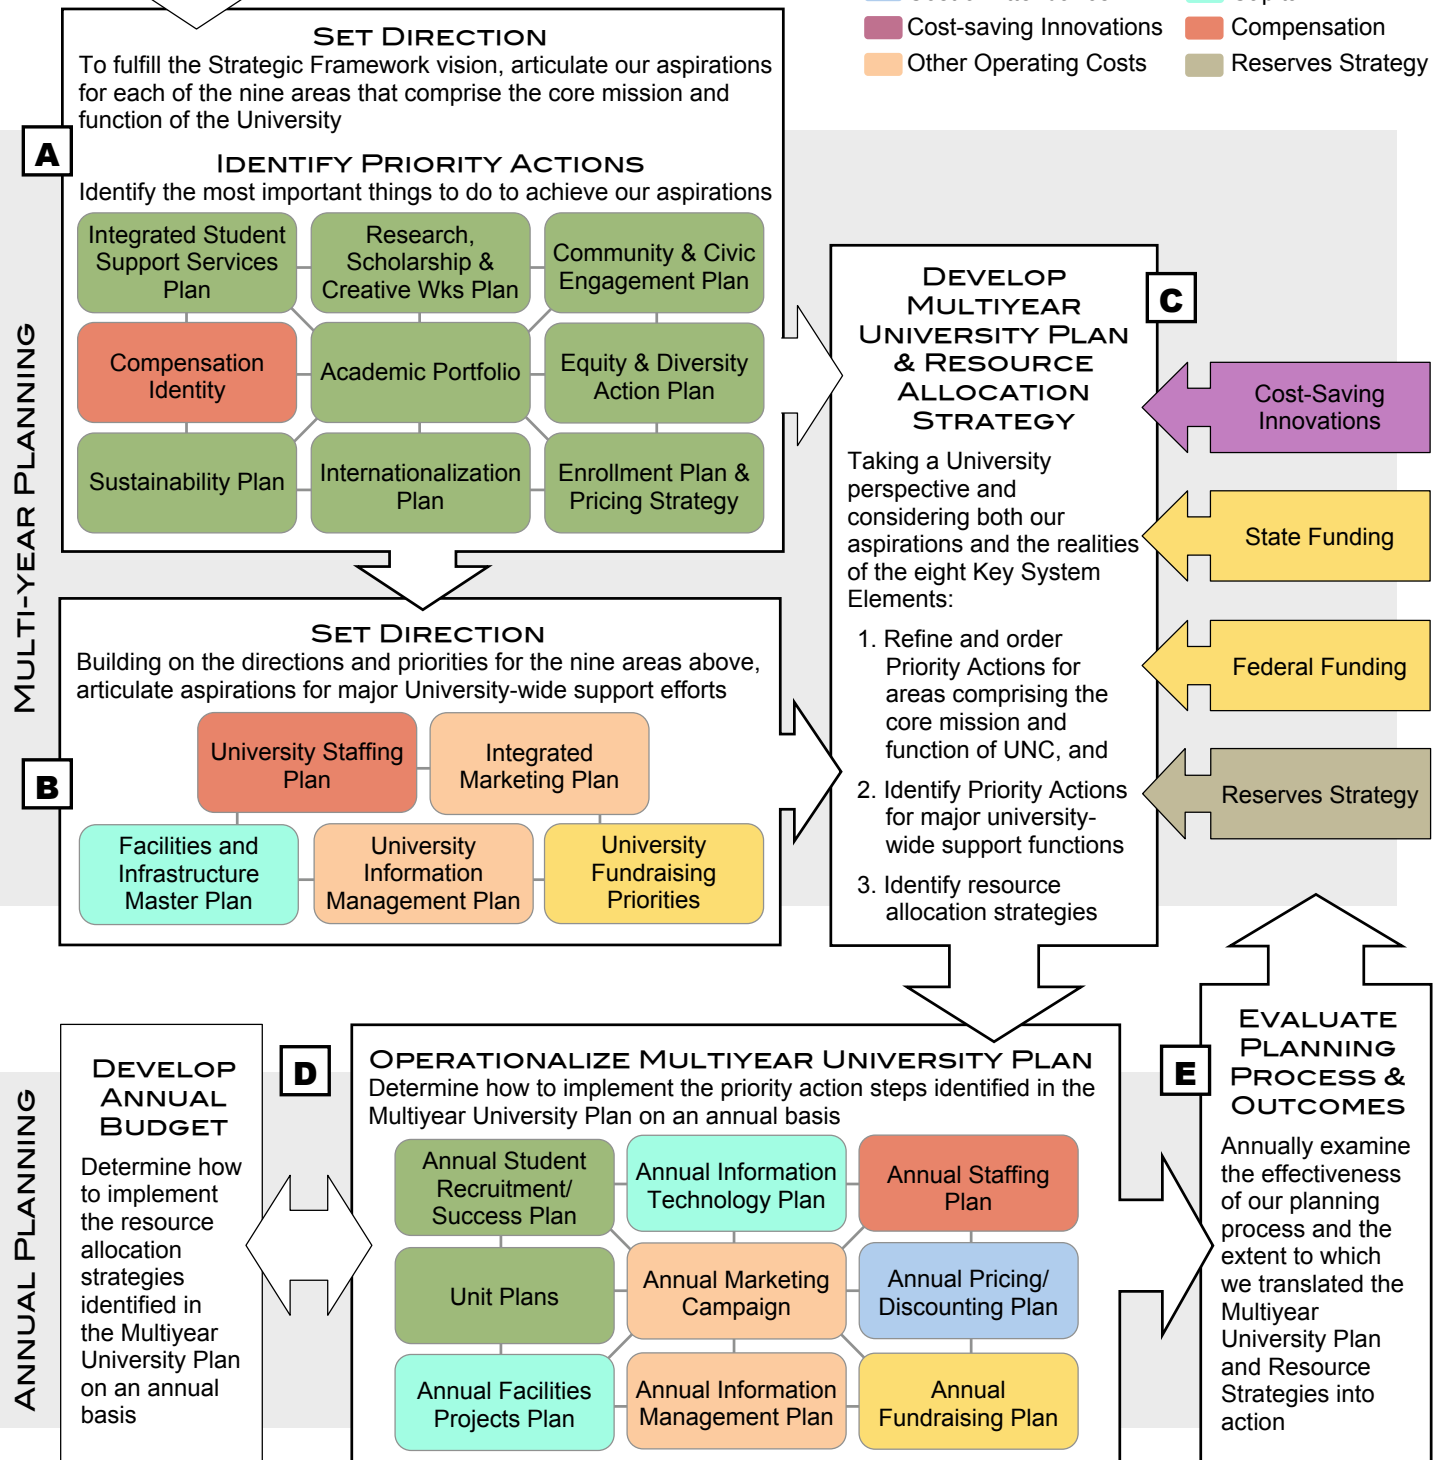 Cost-saving Innovations
Compensation
Other Operating Costs
Reserves Strategy
SET DIRECTION
To fulfill the Strategic Framework vision, articulate our aspirations
for each of the nine areas that comprise the core mission and
function of the University
A
IDENTIFY PRIORITY ACTIONS
Identify the most important things to do to achieve our aspirations
Integrated Student
Support Services
Plan
Research,
Scholarship &
Creative Wks Plan
Community & Civic
Engagement Plan
Compensation
Identity
Academic Portfolio
Equity & Diversity
Action Plan
Sustainability Plan
Internationalization
Plan
Enrollment Plan &
Pricing Strategy
MULTI-YEAR PLANNING
B
SET DIRECTION
Building on the directions and priorities for the nine areas above,
articulate aspirations for major University-wide support efforts
University Staffing
Plan
Integrated
Marketing Plan
Facilities and
Infrastructure
Master Plan
University
Information
Management Plan
University
Fundraising
Priorities
C
DEVELOP
MULTIYEAR
UNIVERSITY PLAN
& RESOURCE
ALLOCATION
STRATEGY
Taking a University
perspective and
considering both our
aspirations and the realities
of the eight Key System
Elements:
1. Refine and order
Priority Actions for
areas comprising the
core mission and
function of UNC, and
2. Identify Priority Actions
for major university-
wide support functions
3. Identify resource
allocation strategies
Cost-Saving
Innovations
State Funding
Federal Funding
Reserves Strategy
ANNUAL PLANNING
DEVELOP
ANNUAL
BUDGET
Determine how
to implement
the resource
allocation
strategies
identified in
the Multiyear
University Plan
on an annual
basis
D
OPERATIONALIZE MULTIYEAR UNIVERSITY PLAN
Determine how to implement the priority action steps identified in the
Multiyear University Plan on an annual basis
Annual Student
Recruitment/
Success Plan
Annual Information
Technology Plan
Annual Staffing
Plan
Unit Plans
Annual Marketing
Campaign
Annual Pricing/
Discounting Plan
Annual Facilities
Projects Plan
Annual Information
Management Plan
Annual
Fundraising Plan
E
EVALUATE
PLANNING
PROCESS &
OUTCOMES
Annually examine
the effectiveness
of our planning
process and the
extent to which
we translated the
Multiyear
University Plan
and Resource
Strategies into
action